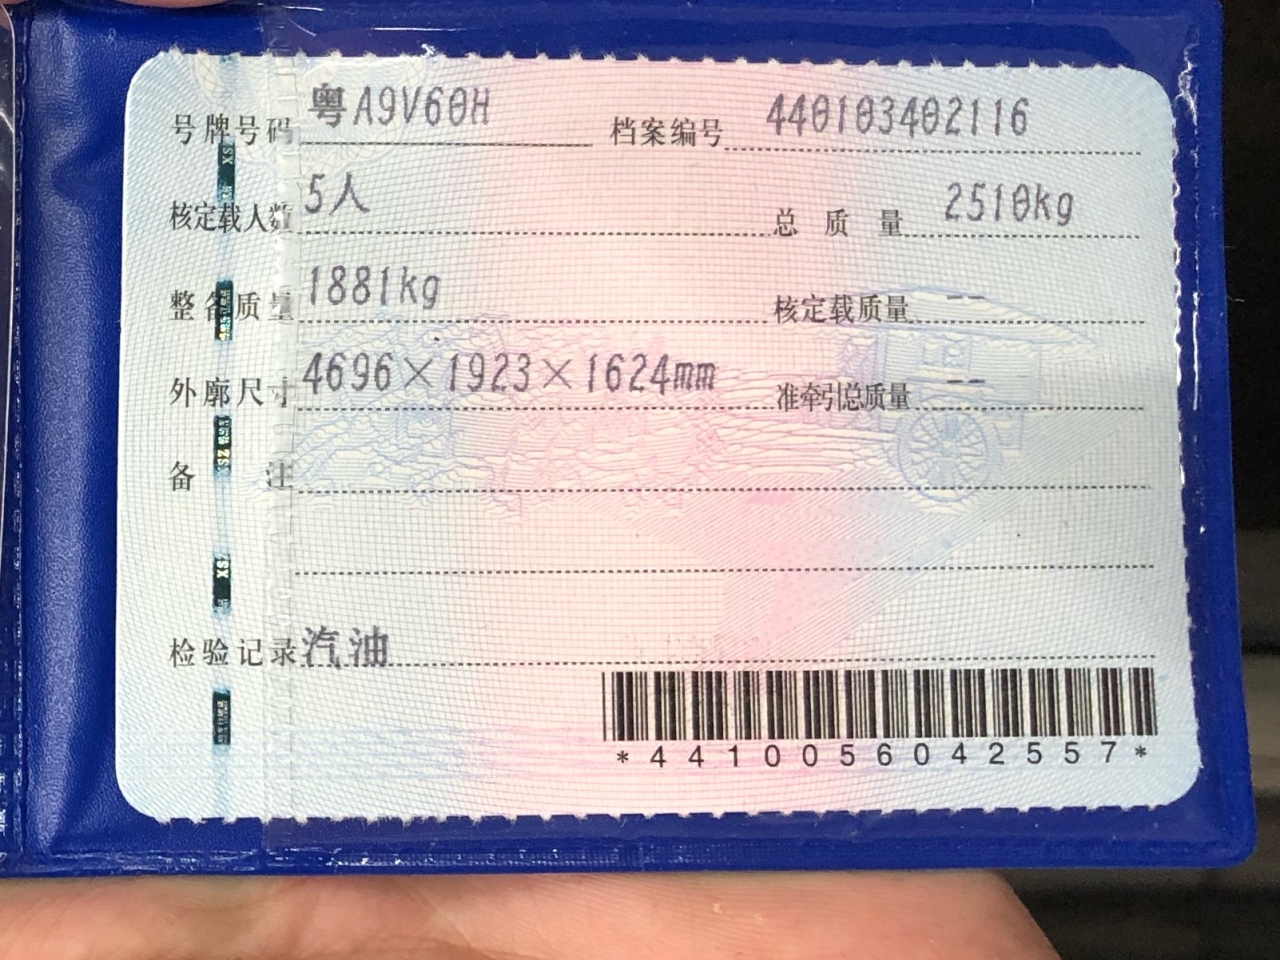 号牌号码 粤A9V60H 档案编号 440103402116
核定载人数 5人 总质量 2510kg
整备质量 1881kg 核定载质量 --
外廓尺寸 4696×1923×1624mm 准牵引总质量 --
备注
检验记录 汽油
*4410056042557*